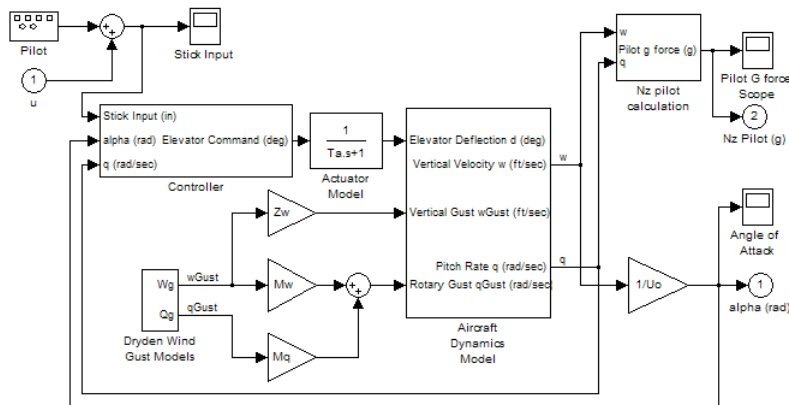 Pilot
+
+
1
u
Stick Input
Stick Input (in)
alpha (rad)
Elevator Command (deg)
q (rad/sec)
Controller
1
Ta.s+1
Actuator
Model
Elevator Deflection d (deg)
Vertical Velocity w (ft/sec)
Vertical Gust wGust (ft/sec)
Pitch Rate q (rad/sec)
Rotary Gust qGust (rad/sec)
Aircraft
Dynamics
Model
w
q
w
Pilot g force (g)
q
Nz pilot
calculation
Pilot G force
Scope
2
Nz Pilot (g)
Angle of
Attack
1/Uo
1
alpha (rad)
Zw
Mw
Mq
+
+
Wg
Qg
wGust
qGust
Dryden Wind
Gust Models